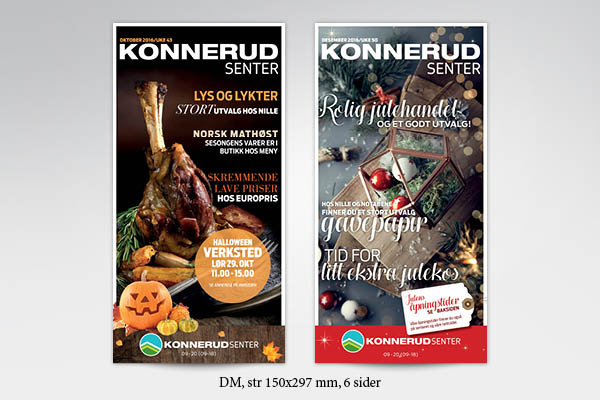 OKTOBER 2016/UKE 43
KONNERUD
SENTER
LYS OG LYKTER
STORT UTVALG HOS NILLE
NORSK MATHØST
SESONGENS VARER ER I
BUTIKK HOS MENY
SKREMMENDE
LAVE PRISER
HOS EUROPRIS
HALLOWEEN
VERKSTED
LØR 29. OKT
11.00 - 15.00
KONNERUDSENTER
09 - 20 (09-18)
DESEMBER 2016/UKE 50
KONNERUD
SENTER
Rolig julehandel
OG ET GODT UTVALG!
HOS NILLE OG NOTABENE
FINNER DU ET STORT UTVALG
gavepapir
TID FOR
litt ekstra julekos
Julens
åpningstider
SE BAKSIDEN
KONNERUDSENTER
09 - 20 (09-18)
DM, str 150x297 mm, 6 sider